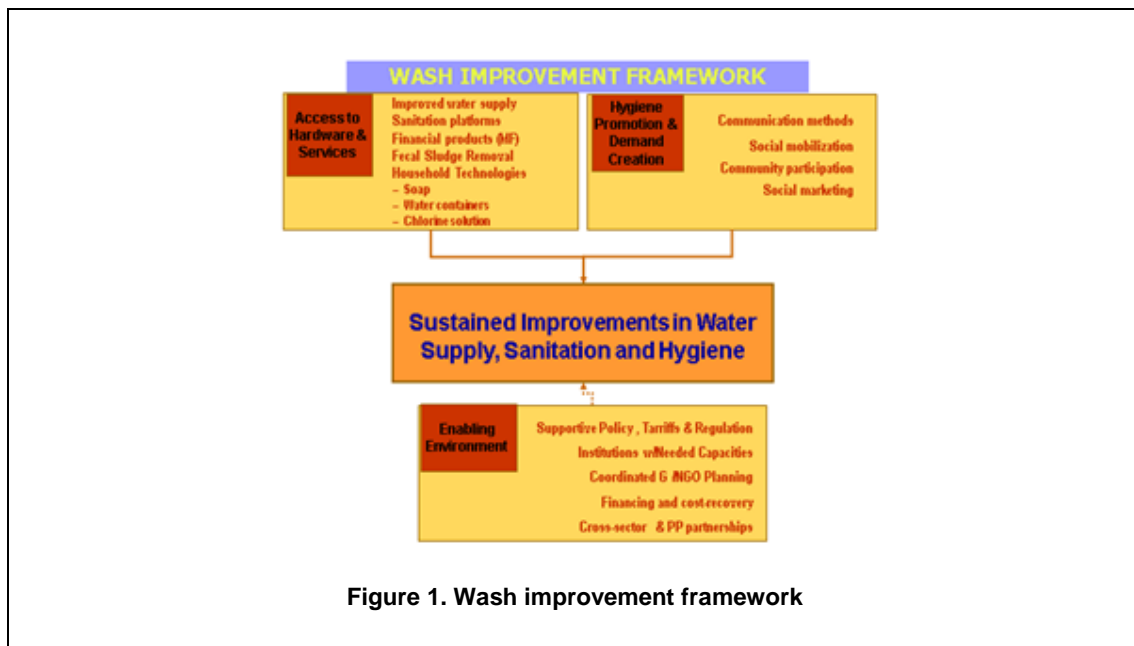 WASH IMPROVEMENT FRAMEWORK
Access to
Hardware &
Services
Improved water supply
Sanitation platforms
Financial products (MF)
Fecal Sludge Removal
Household Technologies
– Soap
– Water containers
– Chlorine solution
Hygiene
Promotion &
Demand
Creation
Communication methods
Social mobilization
Community participation
Social marketing
Sustained Improvements in Water
Supply, Sanitation and Hygiene
Enabling
Environment
Supportive Policy , Tarriffs & Regulation
Institutions w/Needed Capacities
Coordinated G /NGO Planning
Financing and cost-recovery
Cross-sector & PP partnerships
Figure 1. Wash improvement framework